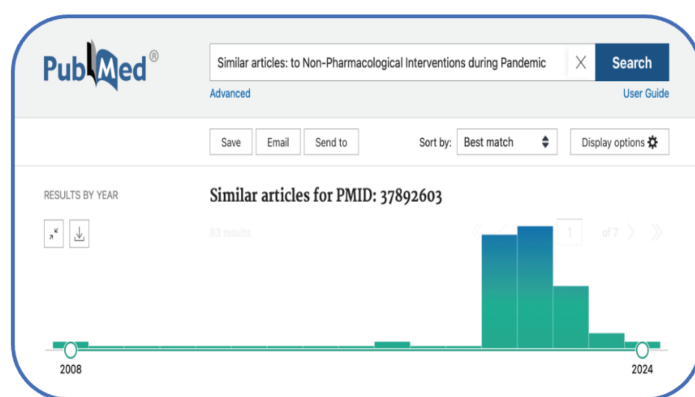 PubMed®
Similar articles: to Non-Pharmacological Interventions during Pandemic
Search
Advanced
User Guide
Save
Email
Send to
Sort by:
Best match
Display options
RESULTS BY YEAR
Similar articles for PMID: 37892603
83 results
1
of 7
2008
2024